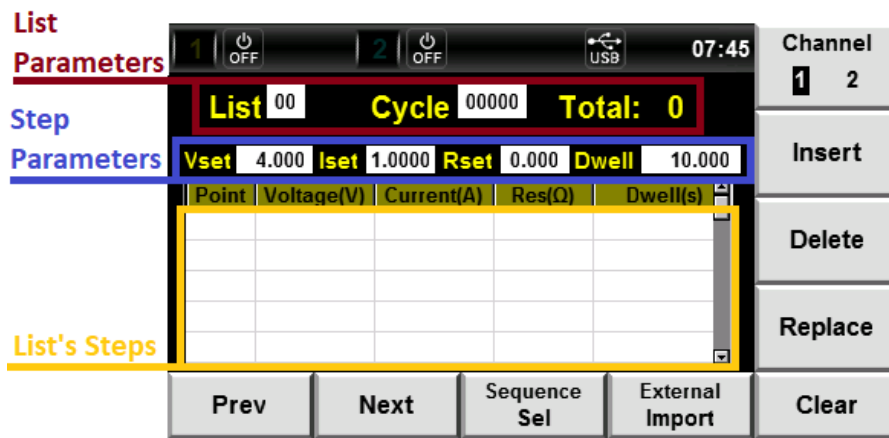 List
Parameters
1 OFF 2 OFF USB 07:45
Channel
1 2
List 00 Cycle 00000 Total: 0
Step
Parameters
Vset 4.000 Iset 1.0000 Rset 0.000 Dwell 10.000
Insert
Point Voltage(V) Current(A) Res(Ω) Dwell(s)
Delete
Replace
List's Steps
Prev
Next
Sequence
Sel
External
Import
Clear